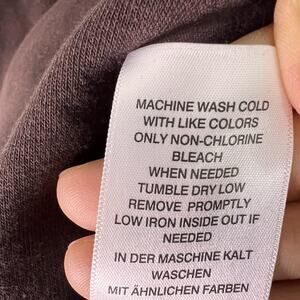 MACHINE WASH COLD
WITH LIKE COLORS
ONLY NON-CHLORINE
BLEACH
WHEN NEEDED
TUMBLE DRY LOW
REMOVE PROMPTLY
LOW IRON INSIDE OUT IF
NEEDED
IN DER MASCHINE KALT
WASCHEN
MIT ÄHNLICHEN FARBEN